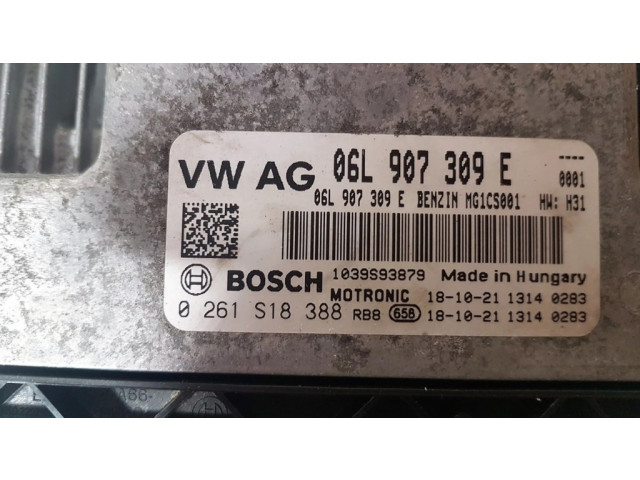 VW AG 06L 907 309 E ----
0001
06L 907 309 E BENZIN MG1CS001 HW: H31
BOSCH 1039S93879 Made in Hungary
MOTRONIC 18-10-21 1314 0283
0 261 S18 388 RB8 658 18-10-21 1314 0283